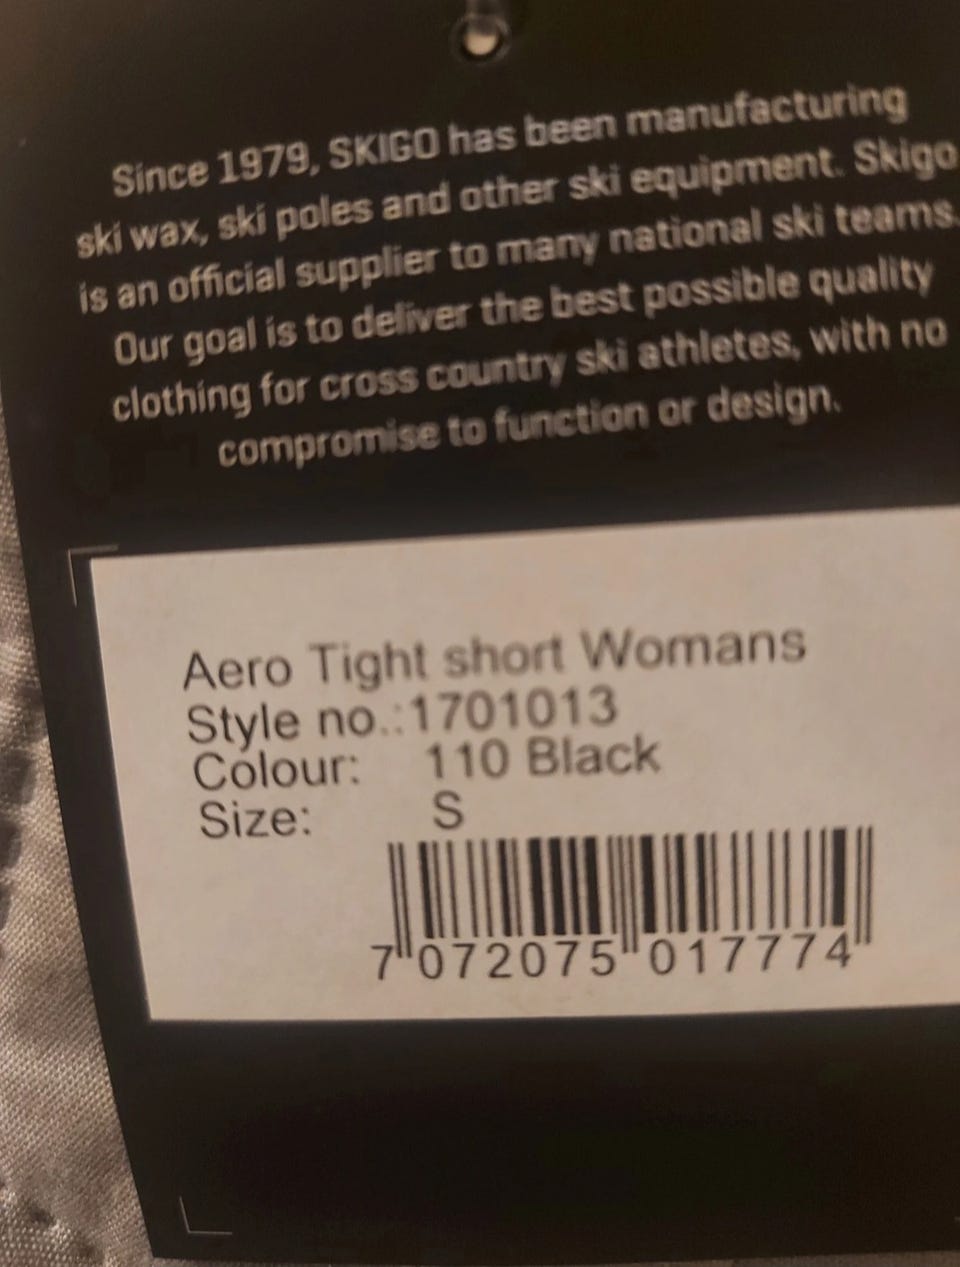 Since 1979, SKIGO has been manufacturing
ski wax, ski poles and other ski equipment. Skigo
is an official supplier to many national ski teams.
Our goal is to deliver the best possible quality
clothing for cross country ski athletes, with no
compromise to function or design.
Aero Tight short Womans
Style no.:1701013
Colour: 110 Black
Size: S
7 072075 017774